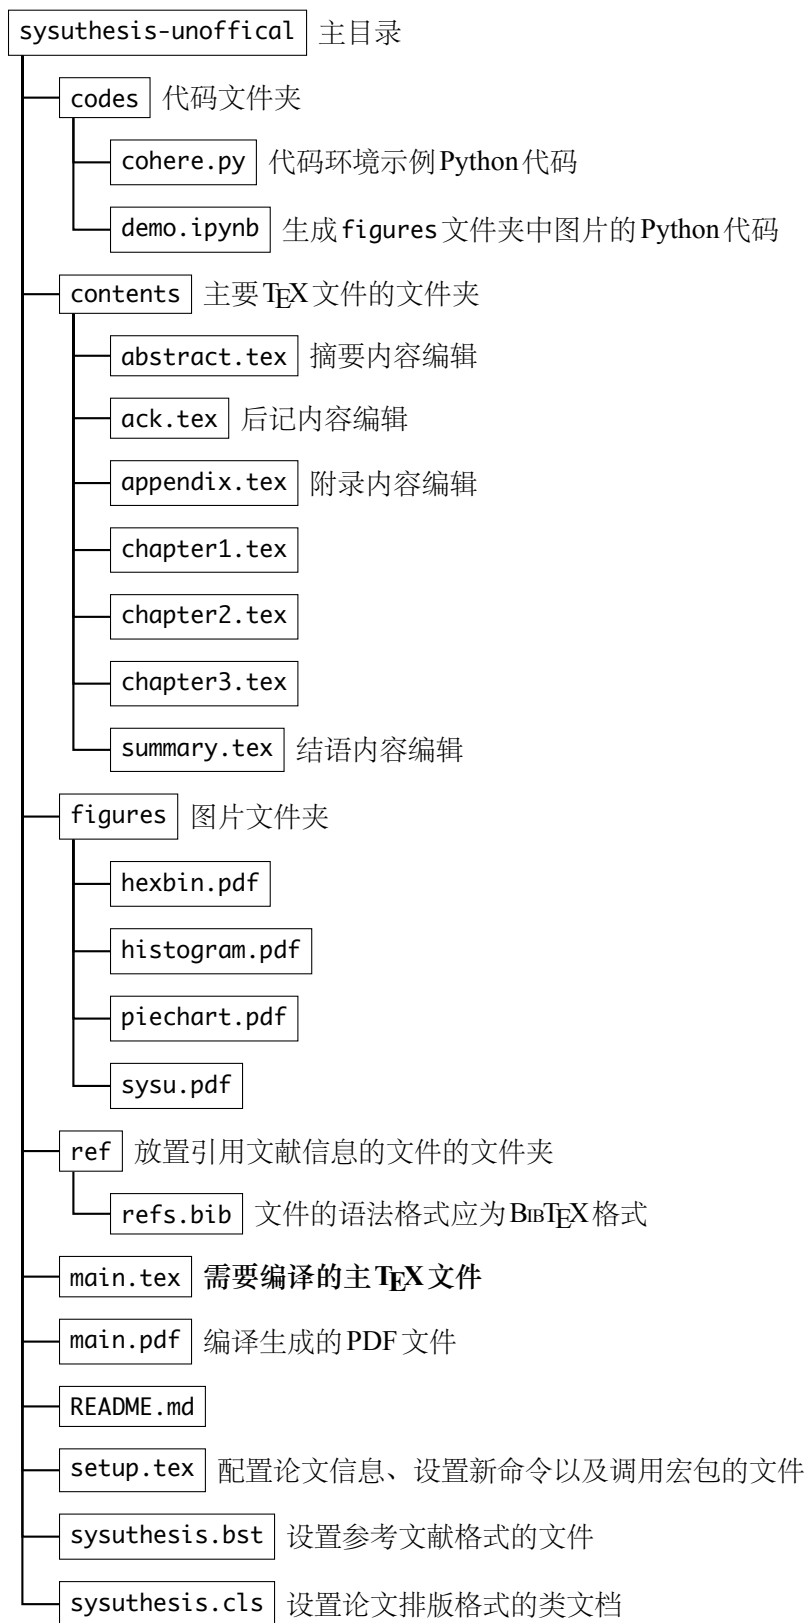 sysuthesis-unoffical 主目录
codes 代码文件夹
cohere.py 代码环境示例Python代码
demo.ipynb 生成figures文件夹中图片的Python代码
contents 主要TEX文件的文件夹
abstract.tex 摘要内容编辑
ack.tex 后记内容编辑
appendix.tex 附录内容编辑
chapter1.tex
chapter2.tex
chapter3.tex
summary.tex 结语内容编辑
figures 图片文件夹
hexbin.pdf
histogram.pdf
piechart.pdf
sysu.pdf
ref 放置引用文献信息的文件的文件夹
refs.bib 文件的语法格式应为BIBTEX格式
main.tex 需要编译的主TEX文件
main.pdf 编译生成的PDF文件
README.md
setup.tex 配置论文信息、设置新命令以及调用宏包的文件
sysuthesis.bst 设置参考文献格式的文件
sysuthesis.cls 设置论文排版格式的类文档